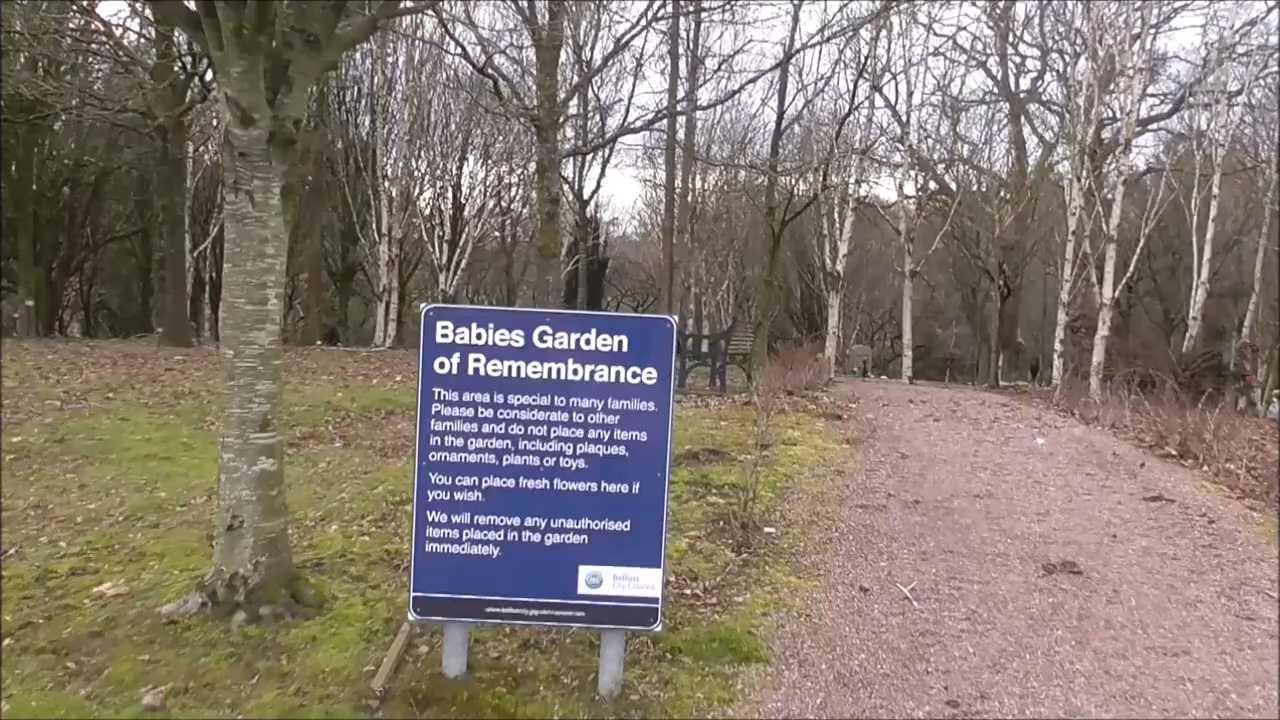 Babies Garden
of Remembrance
This area is special to many families.
Please be considerate to other
families and do not place any items
in the garden, including plaques,
ornaments, plants or toys.
You can place fresh flowers here if
you wish.
We will remove any unauthorised
items placed in the garden
immediately.
Belfast
City Council